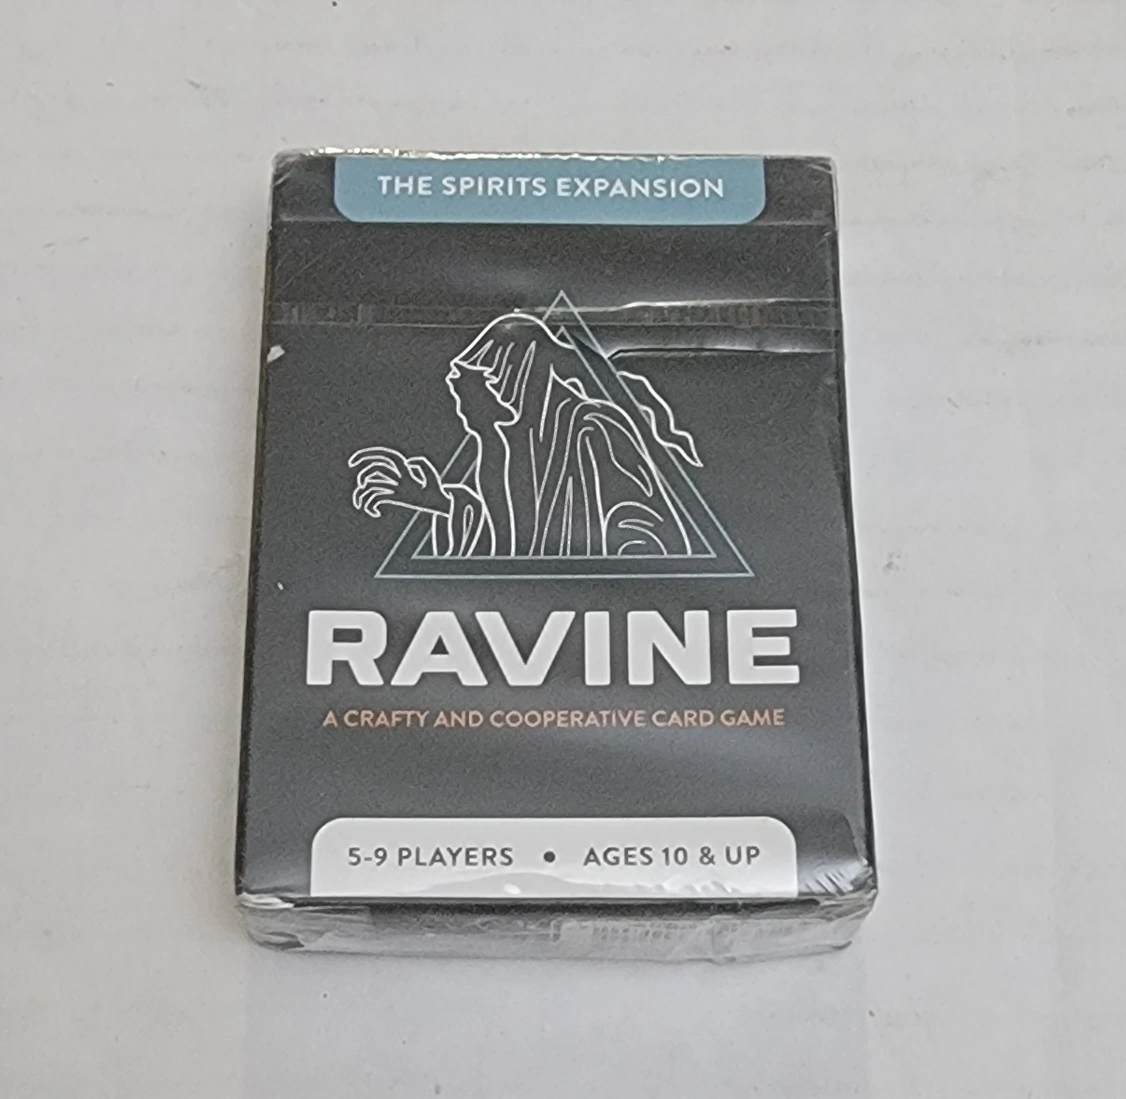 THE SPIRITS EXPANSION
RAVINE
A CRAFTY AND COOPERATIVE CARD GAME
5-9 PLAYERS • AGES 10 & UP